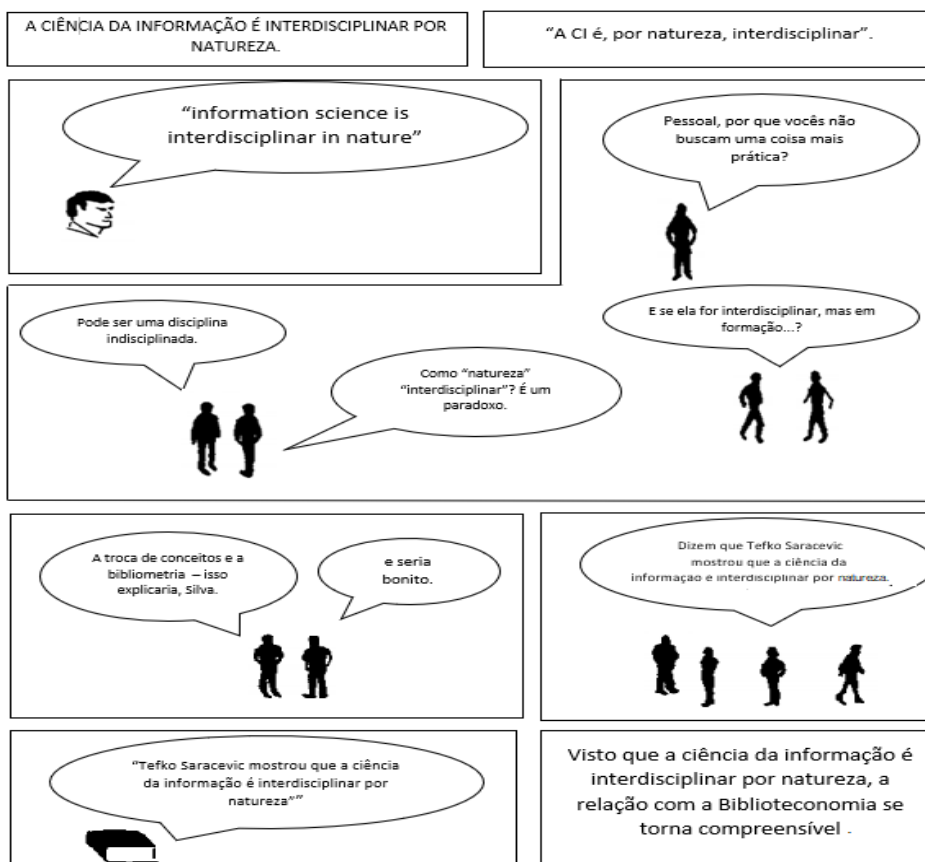 A CIÊNCIA DA INFORMAÇÃO É INTERDISCIPLINAR POR
NATUREZA.
“A CI é, por natureza, interdisciplinar”.
“information science is
interdisciplinar in nature”
Pessoal, por que vocês não
buscam uma coisa mais
prática?
Pode ser uma disciplina
indisciplinada.
Como “natureza”
“interdisciplinar”? É um
paradoxo.
E se ela for interdisciplinar, mas em
formação...?
A troca de conceitos e a
bibliometria – isso
explicaria, Silva.
e seria
bonito.
Dizem que Tefko Saracevic
mostrou que a ciência da
informação e interdisciplinar por natureza.
“Tefko Saracevic mostrou que a ciência
da informação é interdisciplinar por
natureza””
Visto que a ciência da informação é
interdisciplinar por natureza, a
relação com a Biblioteconomia se
torna compreensível .